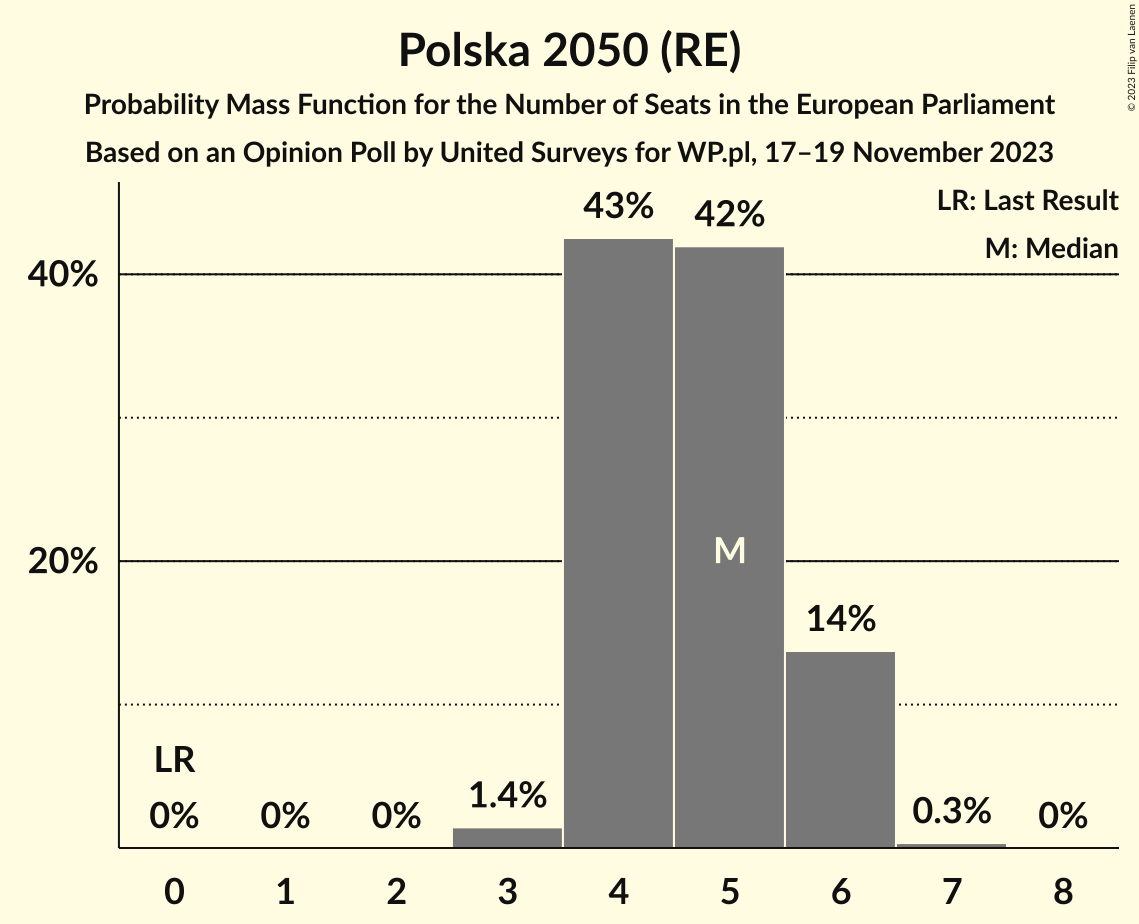 Polska 2050 (RE)
Probability Mass Function for the Number of Seats in the European Parliament
Based on an Opinion Poll by United Surveys for WP.pl, 17–19 November 2023
© 2023 Filip van Laenen
LR: Last Result
M: Median
43%
42%
40%
20%
M
14%
LR
0%
0%
0%
1.4%
0.3%
0%
0
1
2
3
4
5
6
7
8